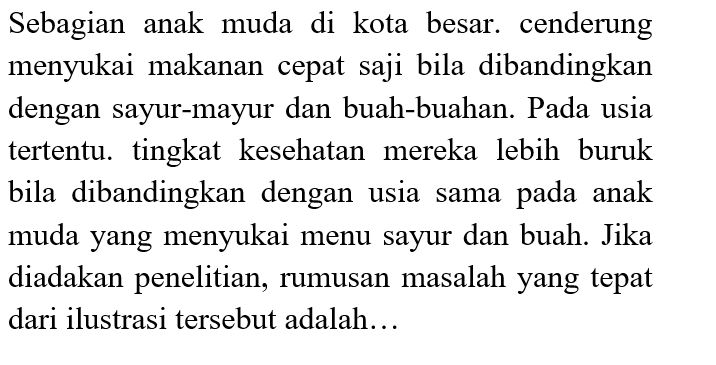 Sebagian anak muda di kota besar. cenderung
menyukai makanan cepat saji bila dibandingkan
dengan sayur-mayur dan buah-buahan. Pada usia
tertentu. tingkat kesehatan mereka lebih buruk
bila dibandingkan dengan usia sama pada anak
muda yang menyukai menu sayur dan buah. Jika
diadakan penelitian, rumusan masalah yang tepat
dari ilustrasi tersebut adalah…